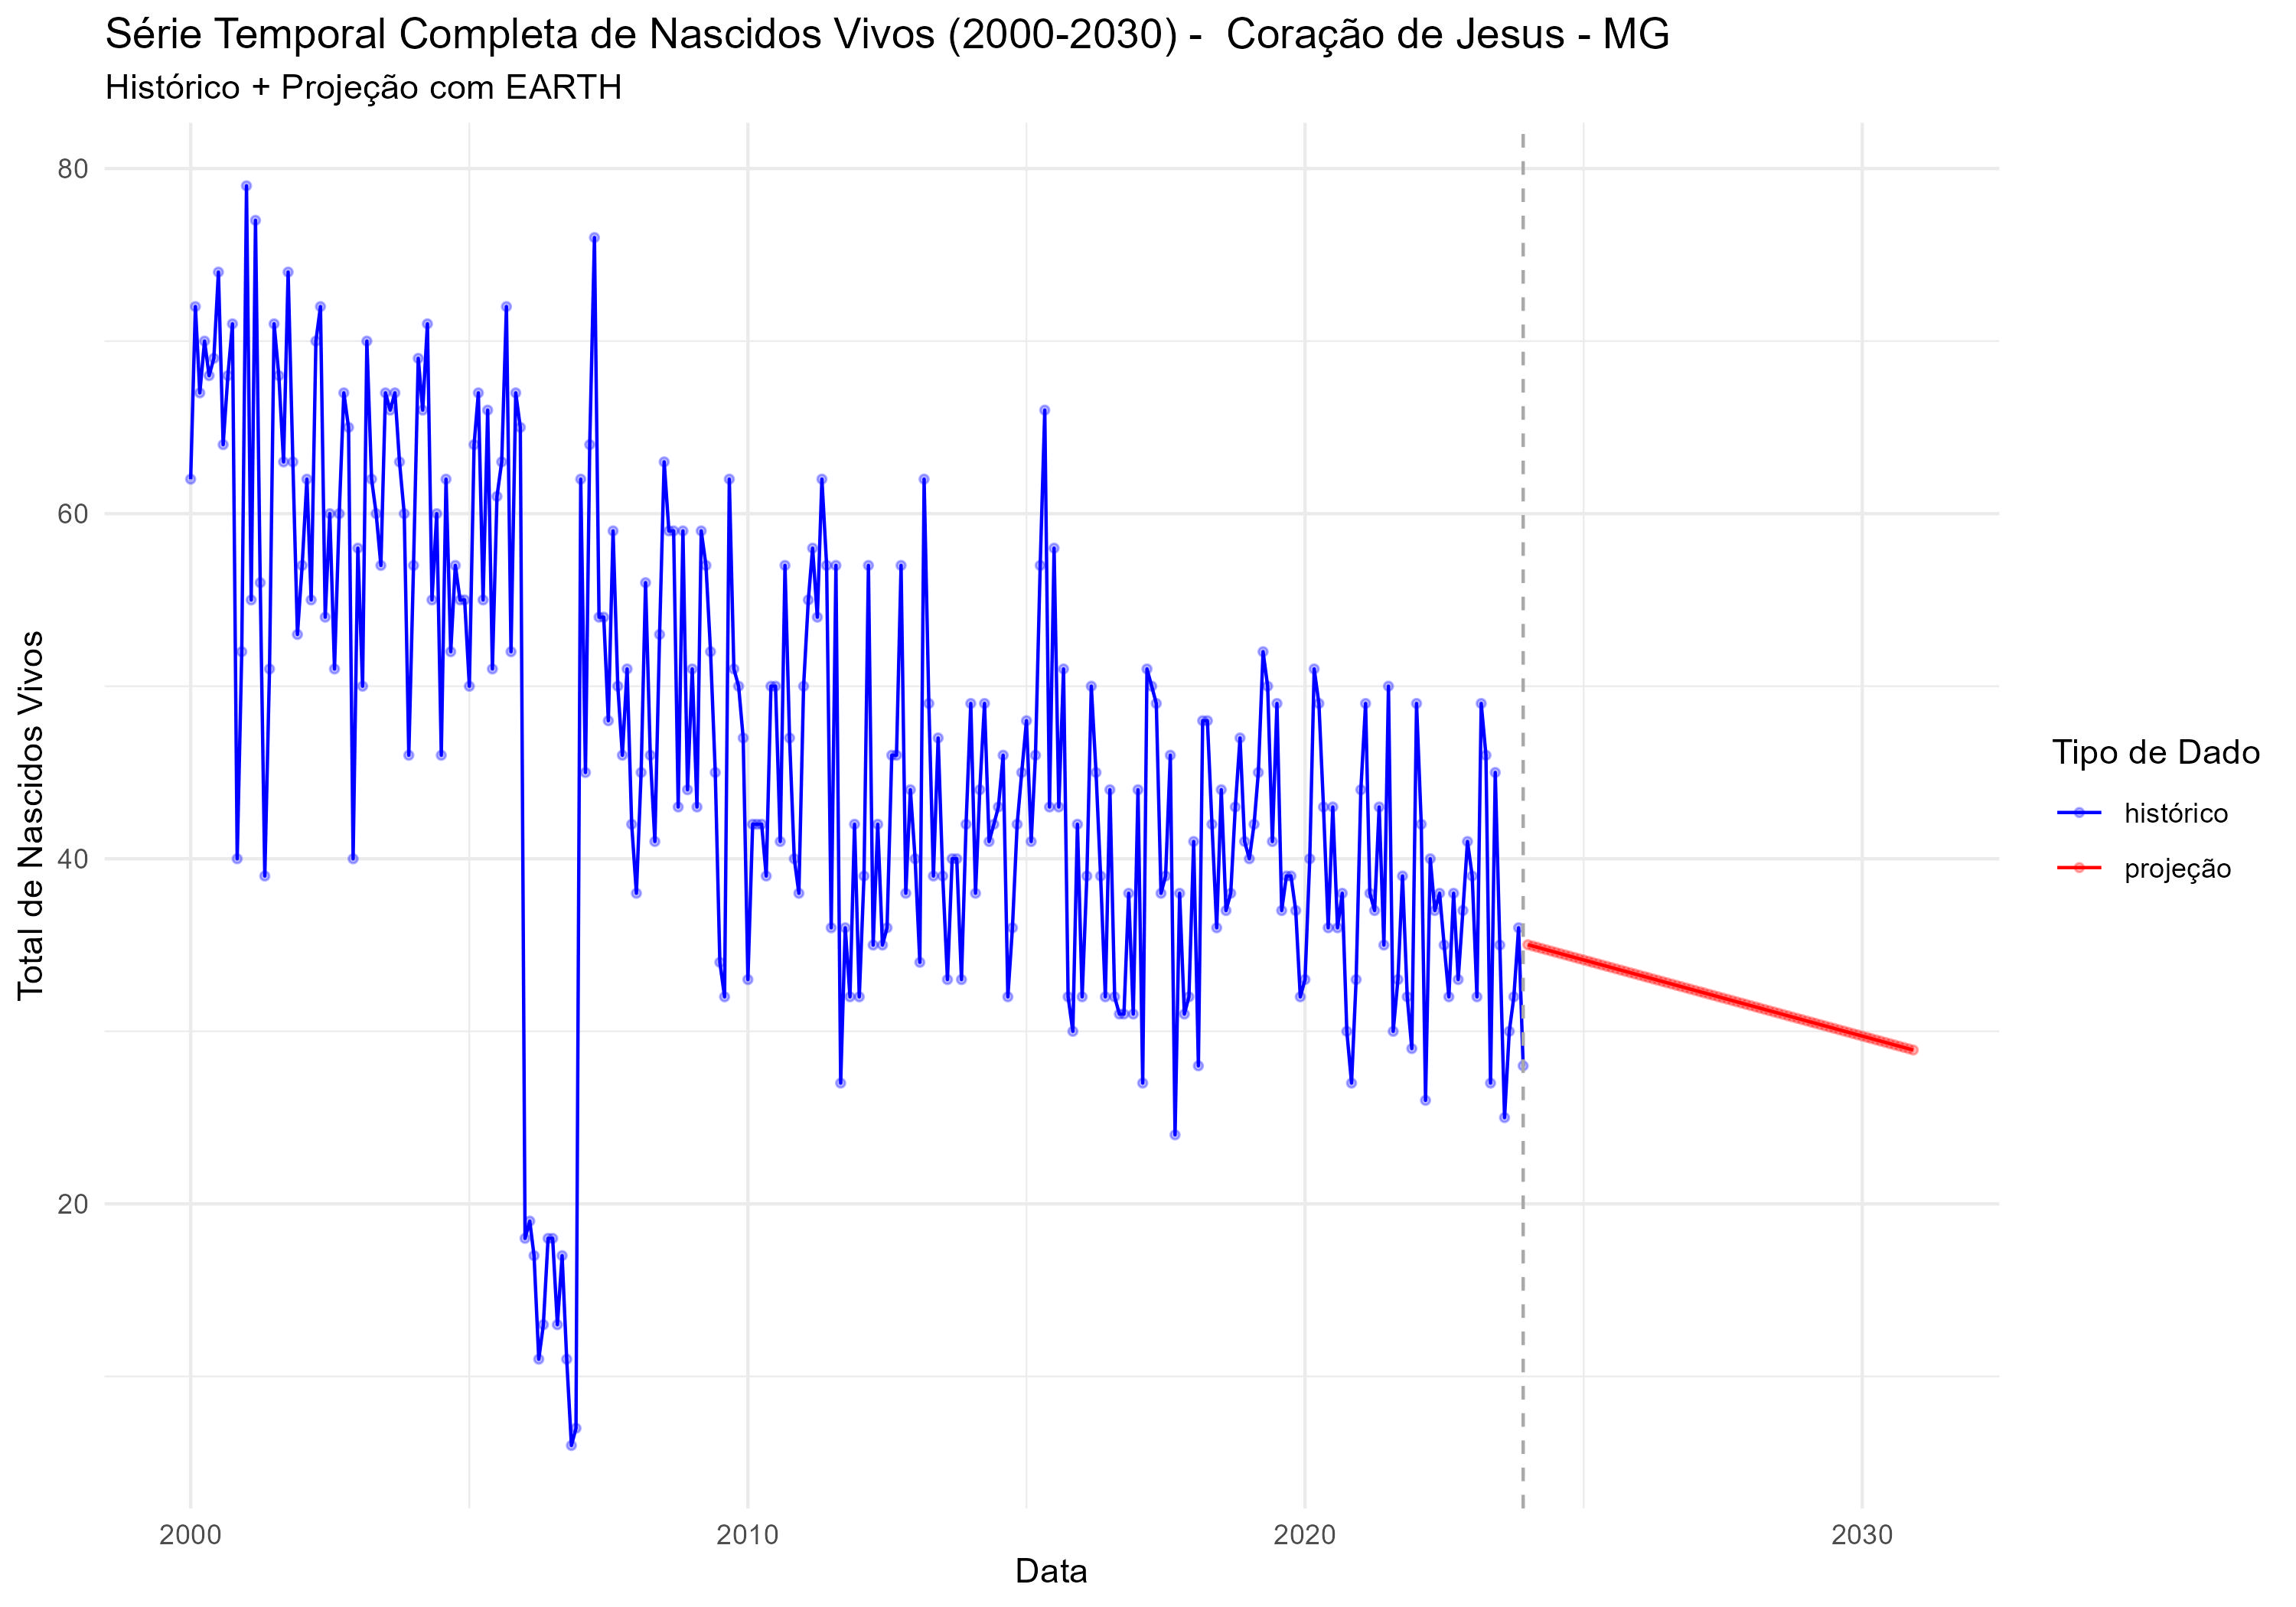 Série Temporal Completa de Nascidos Vivos (2000-2030) -  Coração de Jesus - MG
Histórico + Projeção com EARTH
Total de Nascidos Vivos
80
60
40
20
2000
2010
2020
2030
Data
Tipo de Dado
histórico
projeção